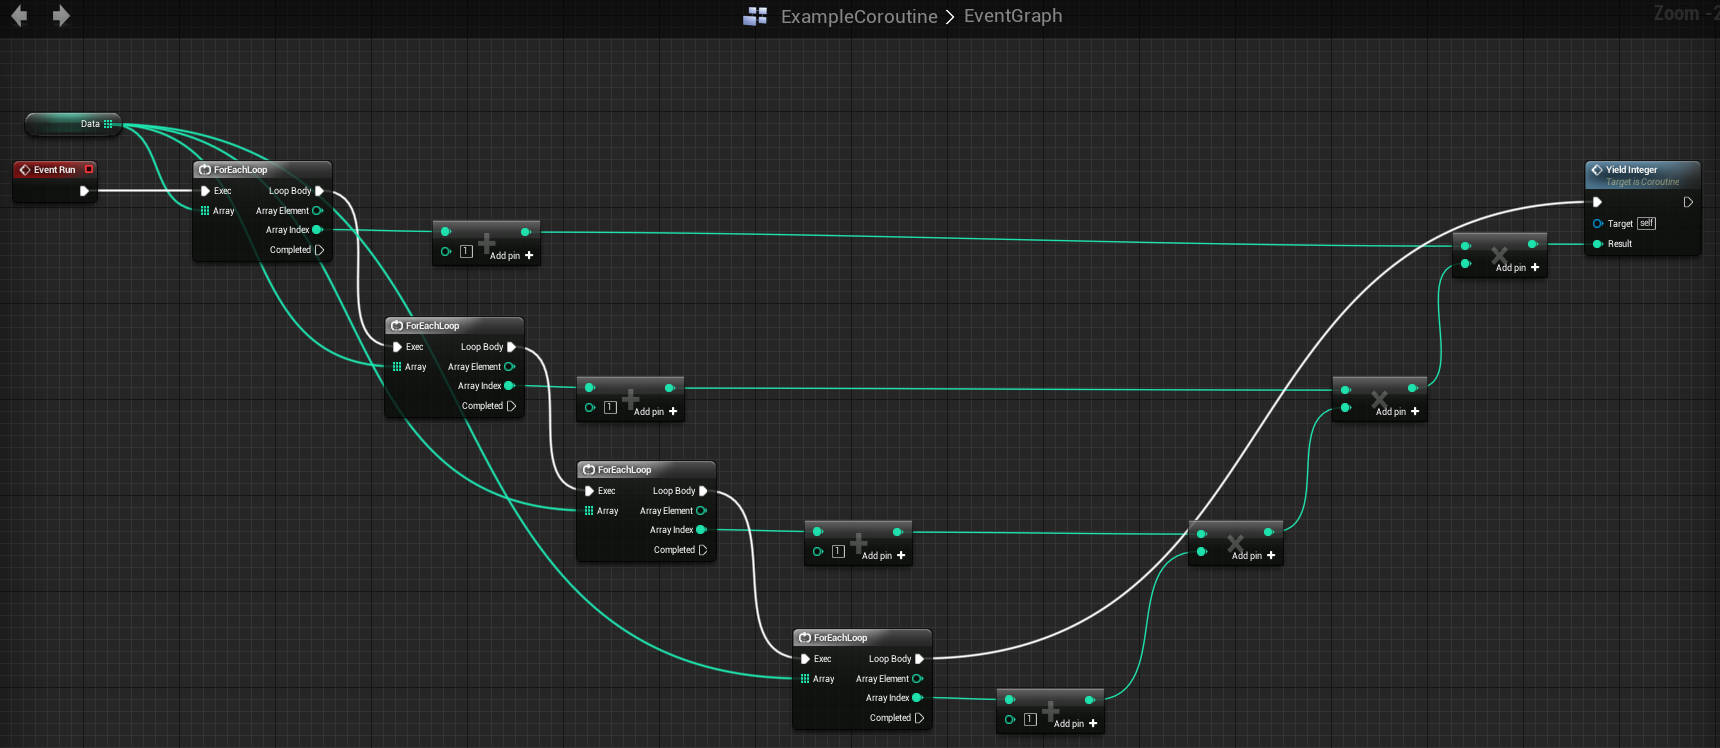 ExampleCoroutine > EventGraph
Zoom -2
Data
Event Run
ForEachLoop
Exec Loop Body
Array Array Element
Array Index
Completed
1 Add pin
Yield Integer
Target is Coroutine
Target self
Result
Add pin
ForEachLoop
Exec Loop Body
Array Array Element
Array Index
Completed
1 Add pin
Add pin
ForEachLoop
Exec Loop Body
Array Array Element
Array Index
Completed
1 Add pin
Add pin
ForEachLoop
Exec Loop Body
Array Array Element
Array Index
Completed
1 Add pin